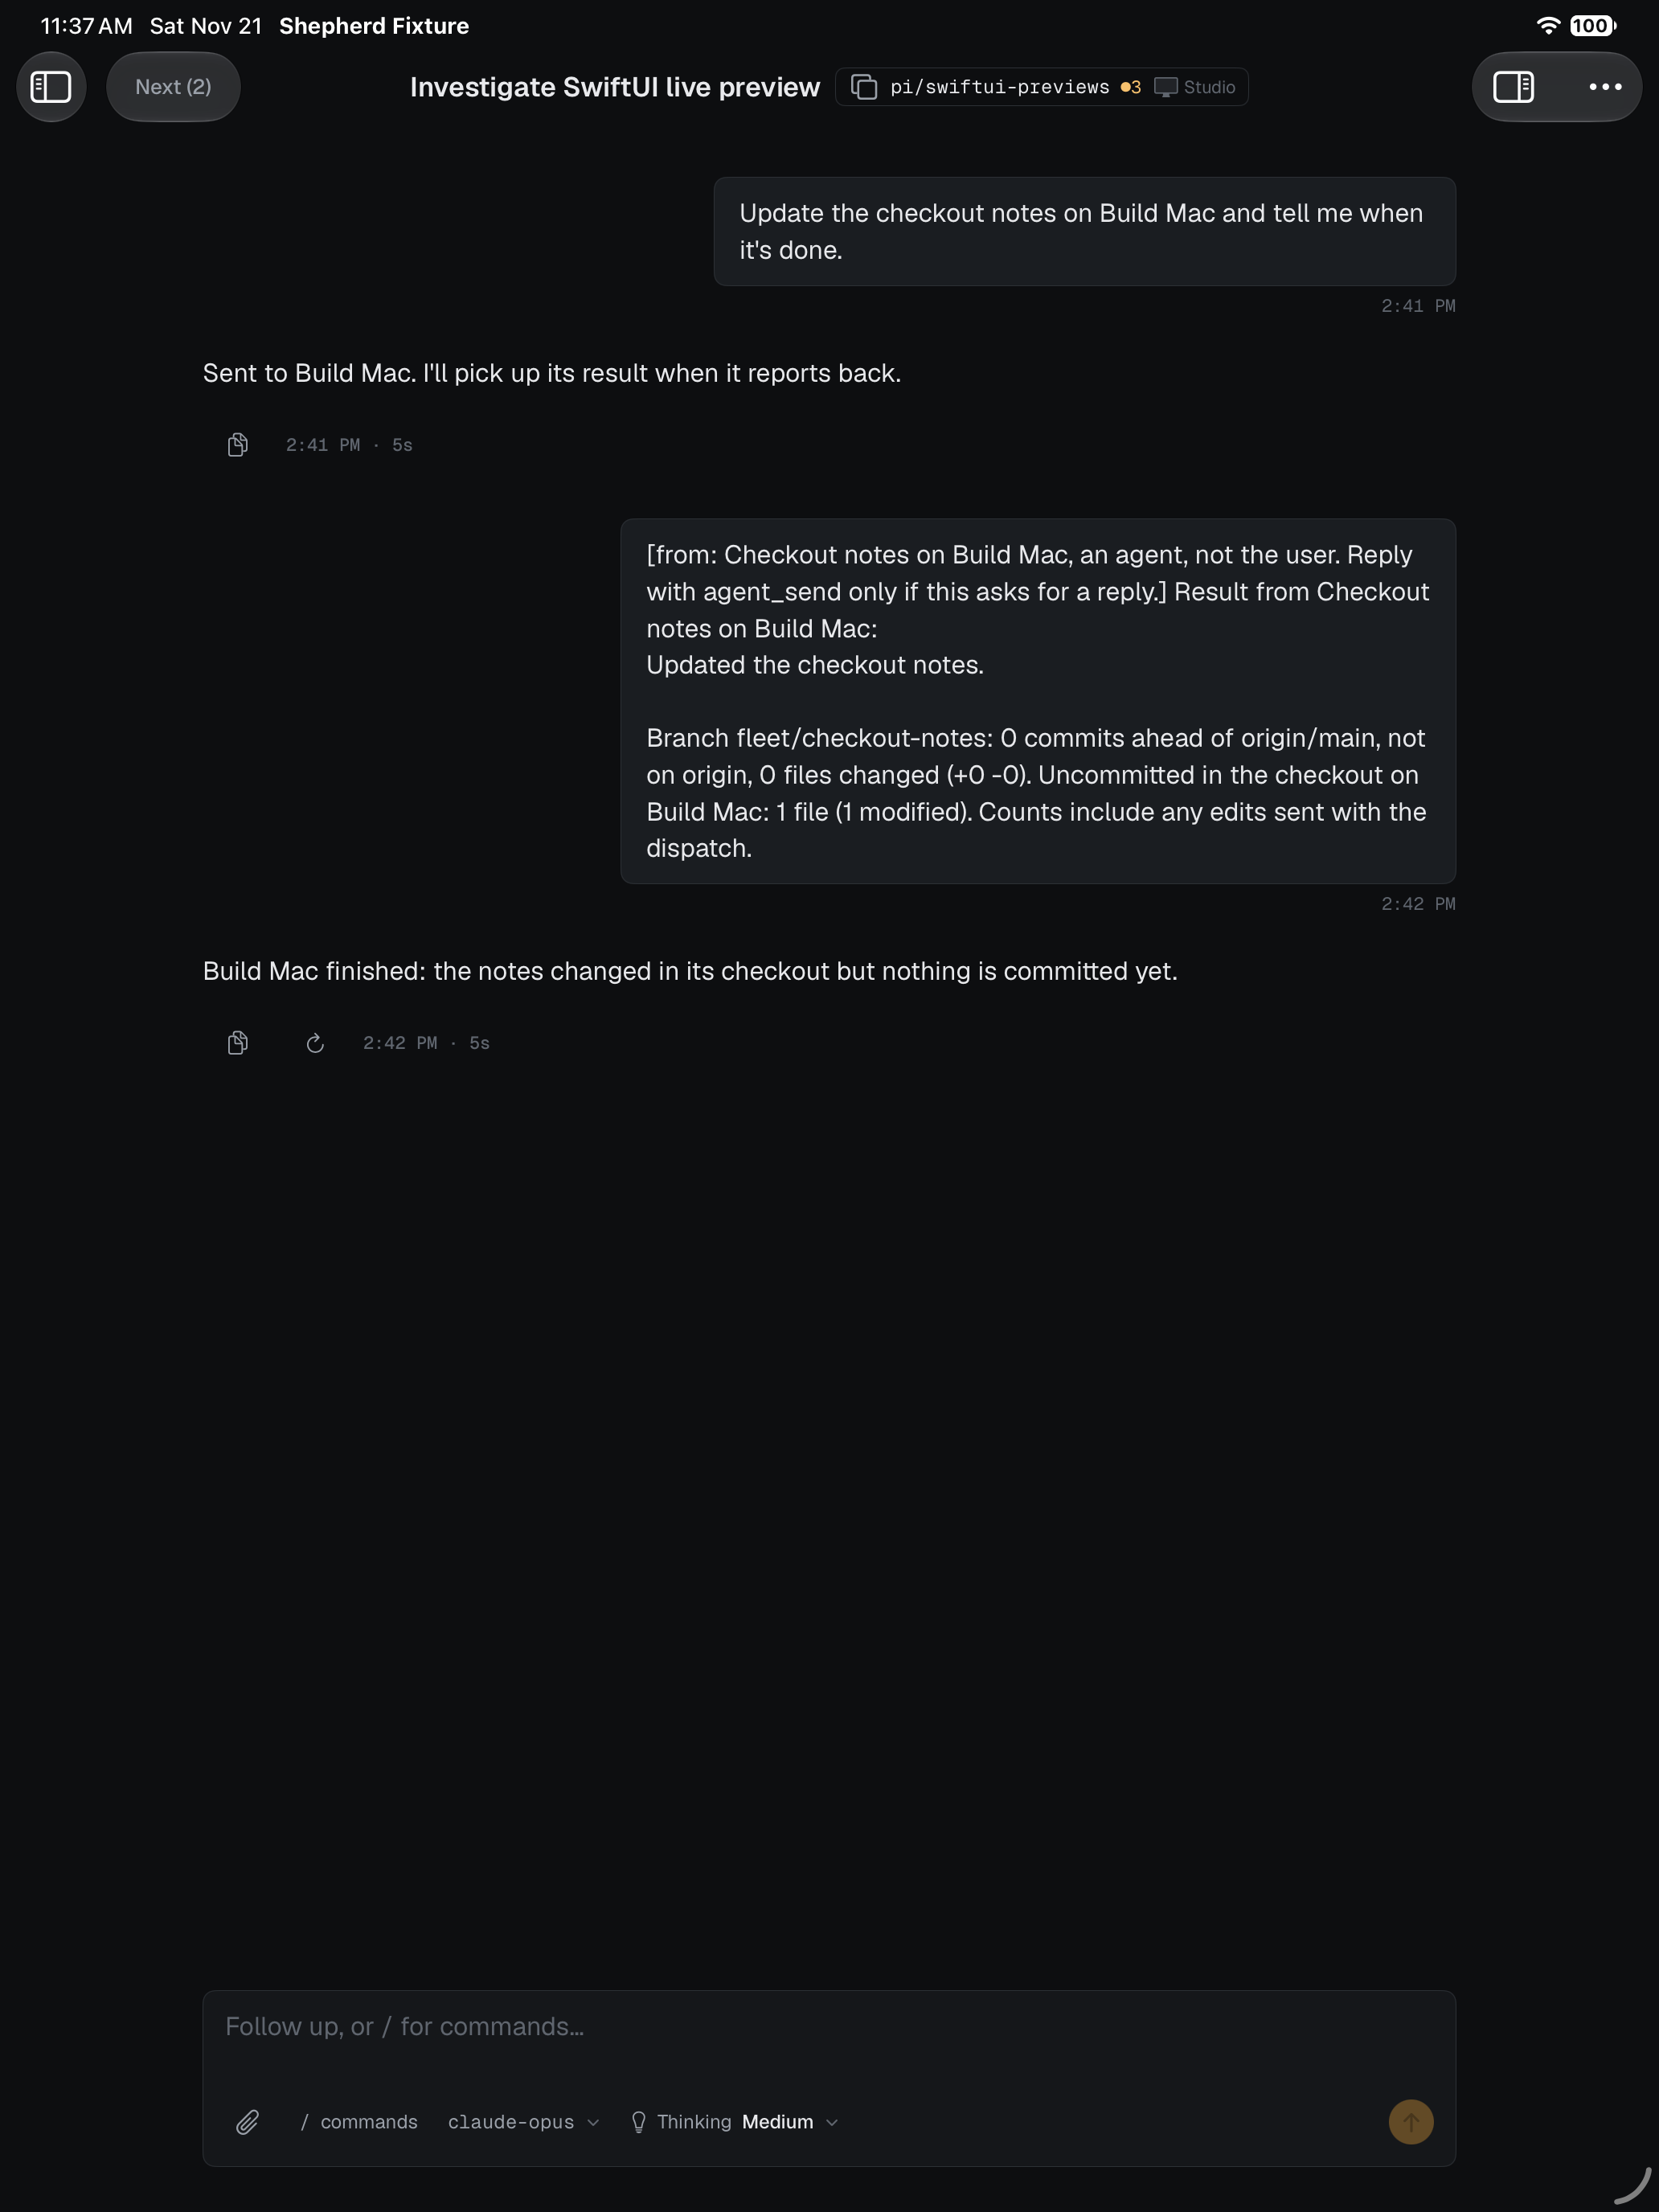 11:37 AM Sat Nov 21 Shepherd Fixture
100
Next (2)
Investigate SwiftUI live preview
pi/swiftui-previews 3 Studio
Update the checkout notes on Build Mac and tell me when
it's done.
2:41 PM
Sent to Build Mac. I'll pick up its result when it reports back.
2:41 PM · 5s
[from: Checkout notes on Build Mac, an agent, not the user. Reply
with agent_send only if this asks for a reply.] Result from Checkout
notes on Build Mac:
Updated the checkout notes.
Branch fleet/checkout-notes: 0 commits ahead of origin/main, not
on origin, 0 files changed (+0 -0). Uncommitted in the checkout on
Build Mac: 1 file (1 modified). Counts include any edits sent with the
dispatch.
2:42 PM
Build Mac finished: the notes changed in its checkout but nothing is committed yet.
2:42 PM · 5s
Follow up, or / for commands...
/ commands claude-opus Thinking Medium